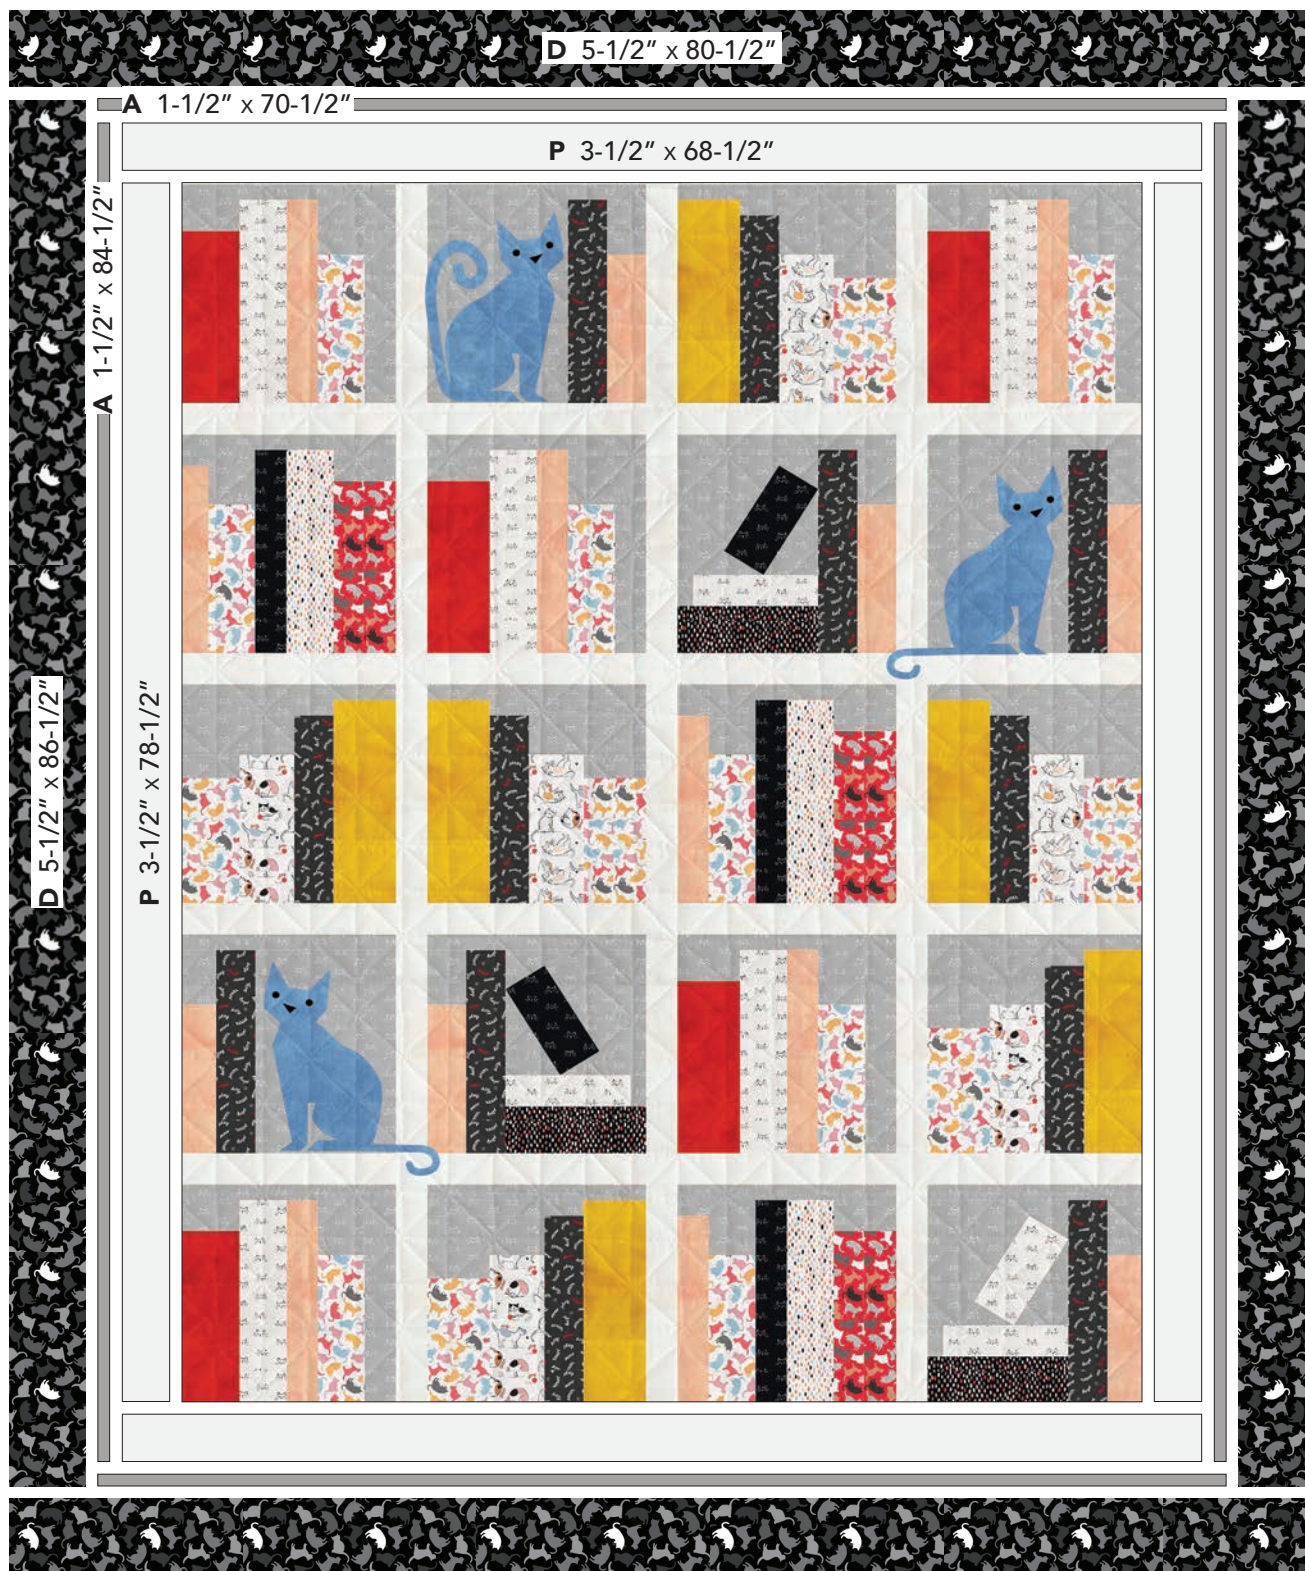 D 5-1/2″ x 80-1/2″
A 1-1/2″ x 70-1/2″
P 3-1/2″ x 68-1/2″
A 1-1/2″ x 84-1/2″
D 5-1/2″ x 86-1/2″
P 3-1/2″ x 78-1/2″